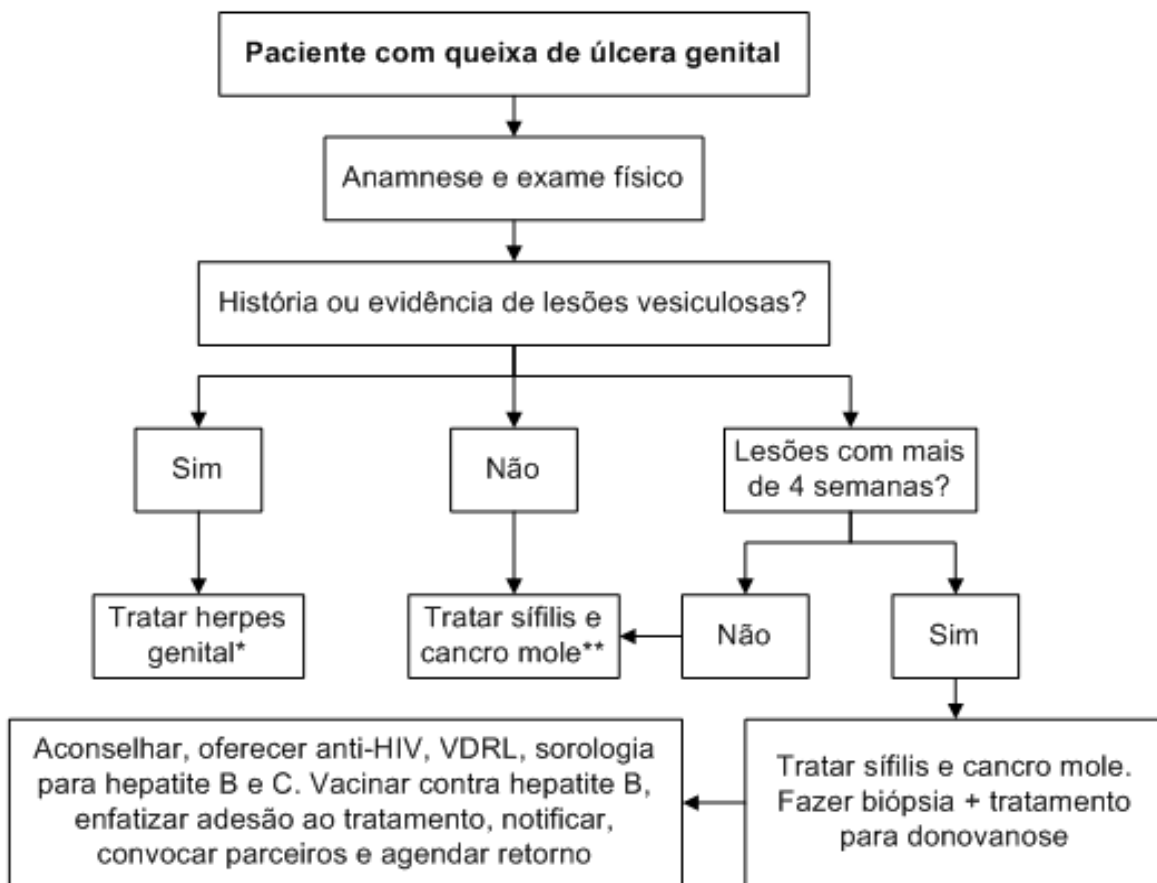 Paciente com queixa de úlcera genital
Anamnese e exame físico
História ou evidência de lesões vesiculosas?
Sim
Não
Lesões com mais
de 4 semanas?
Tratar herpes
genital*
Tratar sífilis e
cancro mole**
Não
Sim
Aconselhar, oferecer anti-HIV, VDRL, sorologia
para hepatite B e C. Vacinar contra hepatite B,
enfatizar adesão ao tratamento, notificar,
convocar parceiros e agendar retorno
Tratar sífilis e cancro mole.
Fazer biópsia + tratamento
para donovanose